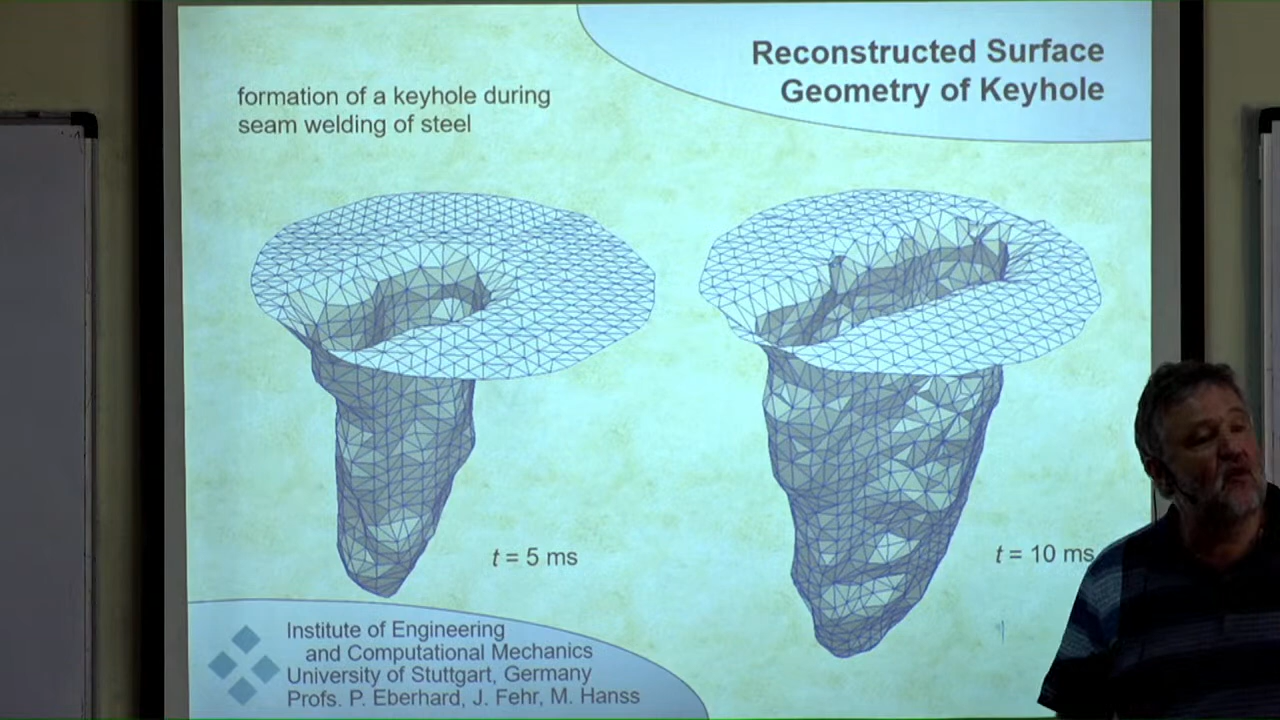 Reconstructed Surface
Geometry of Keyhole
formation of a keyhole during
seam welding of steel
t = 5 ms
t = 10 ms
Institute of Engineering
and Computational Mechanics
University of Stuttgart, Germany
Profs. P. Eberhard, J. Fehr, M. Hanss